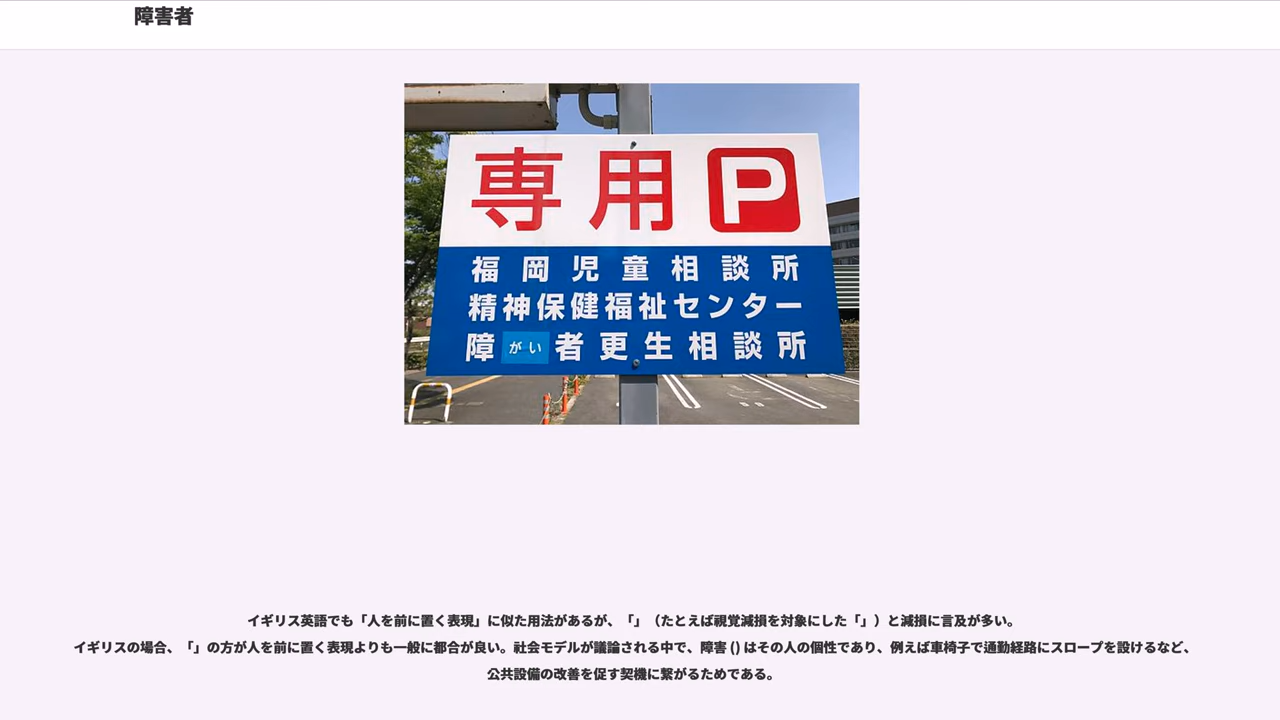 障害者
専用 P
福岡児童相談所
精神保健福祉センター
障がい者更生相談所
イギリス英語でも「人を前に置く表現」に似た用法があるが、「」（たとえば視覚減損を対象にした「」）と減損に言及が多い。
イギリスの場合、「」の方が人を前に置く表現よりも一般に都合が良い。社会モデルが議論される中で、障害 () はその人の個性であり、例えば車椅子で通勤経路にスロープを設けるなど、
公共設備の改善を促す契機に繋がるためである。